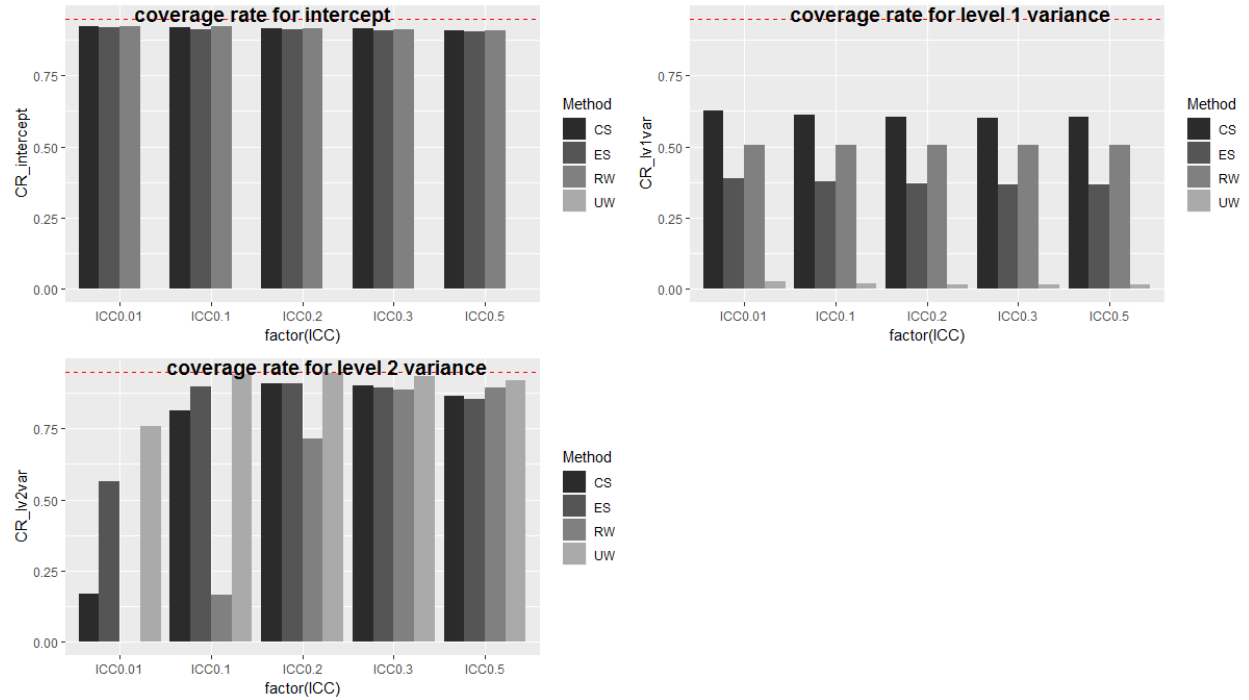 coverage rate for intercept
CR_intercept
0.75
0.50
0.25
0.00
ICC0.01 ICC0.1 ICC0.2 ICC0.3 ICC0.5
factor(ICC)
Method
CS
ES
RW
UW
coverage rate for level 1 variance
CR_lv1var
0.75
0.50
0.25
0.00
ICC0.01 ICC0.1 ICC0.2 ICC0.3 ICC0.5
factor(ICC)
Method
CS
ES
RW
UW
coverage rate for level 2 variance
CR_lv2var
0.75
0.50
0.25
0.00
ICC0.01 ICC0.1 ICC0.2 ICC0.3 ICC0.5
factor(ICC)
Method
CS
ES
RW
UW